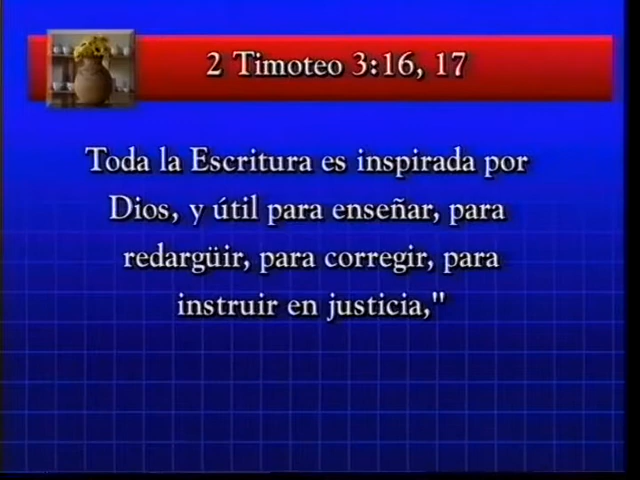 2 Timoteo 3:16, 17
Toda la Escritura es inspirada por
Dios, y útil para enseñar, para
redargüir, para corregir, para
instruir en justicia,"